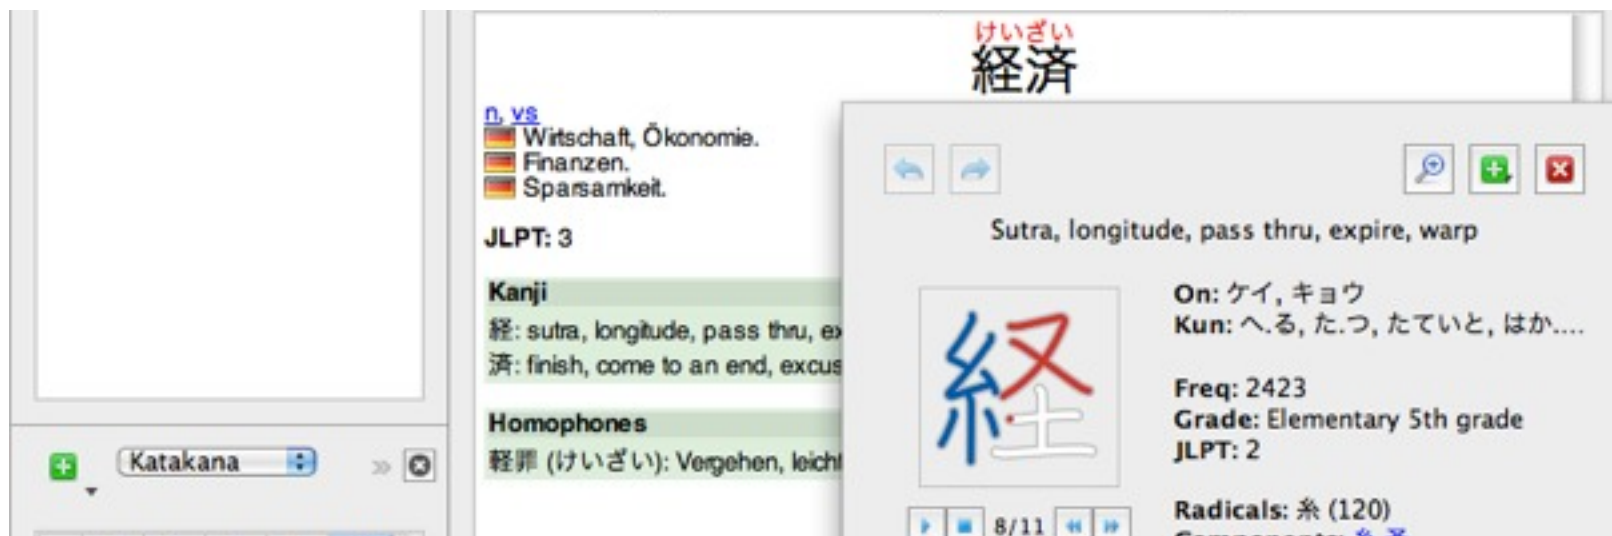 けいざい
経済
n, vs
Wirtschaft, Ökonomie.
Finanzen.
Sparsamkeit.
JLPT: 3
Kanji
経: sutra, longitude, pass thru, ex
済: finish, come to an end, excus
Homophones
軽罪 (けいざい): Vergehen, leicht
Katakana
Sutra, longitude, pass thru, expire, warp
経
On: ケイ, キョウ
Kun: へ.る, た.つ, たていと, はか....
Freq: 2423
Grade: Elementary 5th grade
JLPT: 2
8/11
Radicals: 糸 (120)